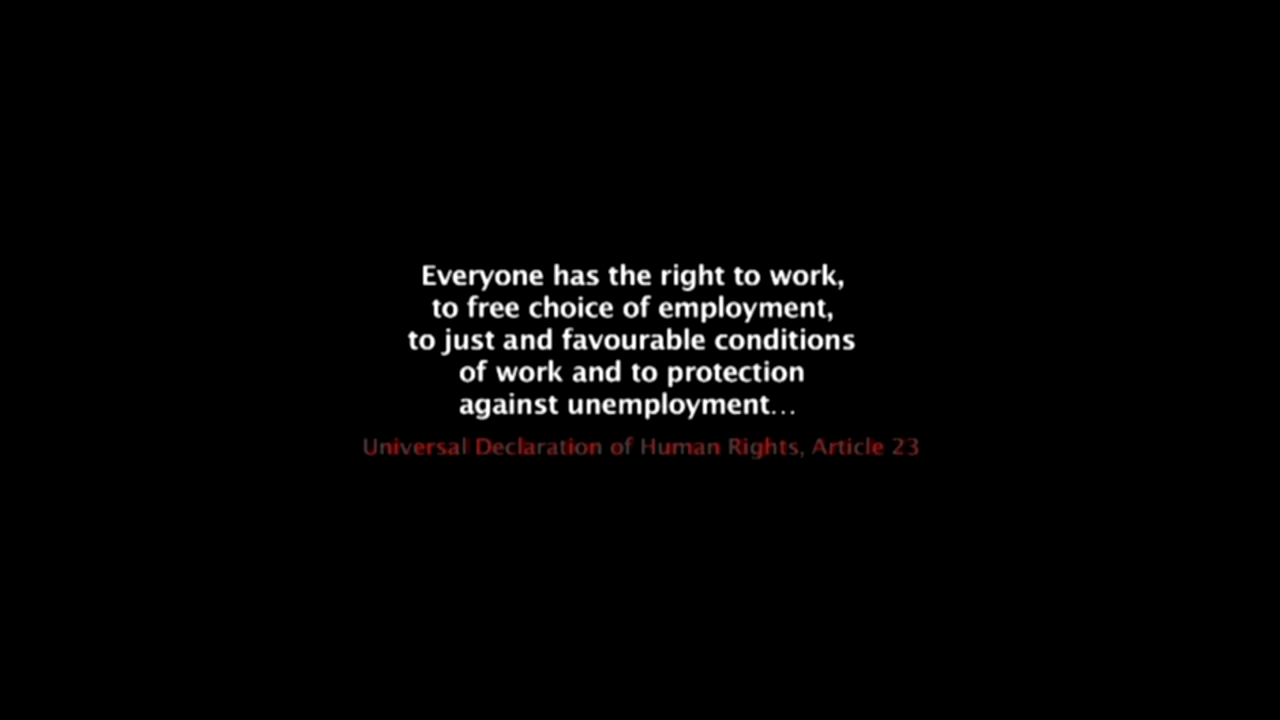 Everyone has the right to work,
to free choice of employment,
to just and favourable conditions
of work and to protection
against unemployment…
Universal Declaration of Human Rights, Article 23